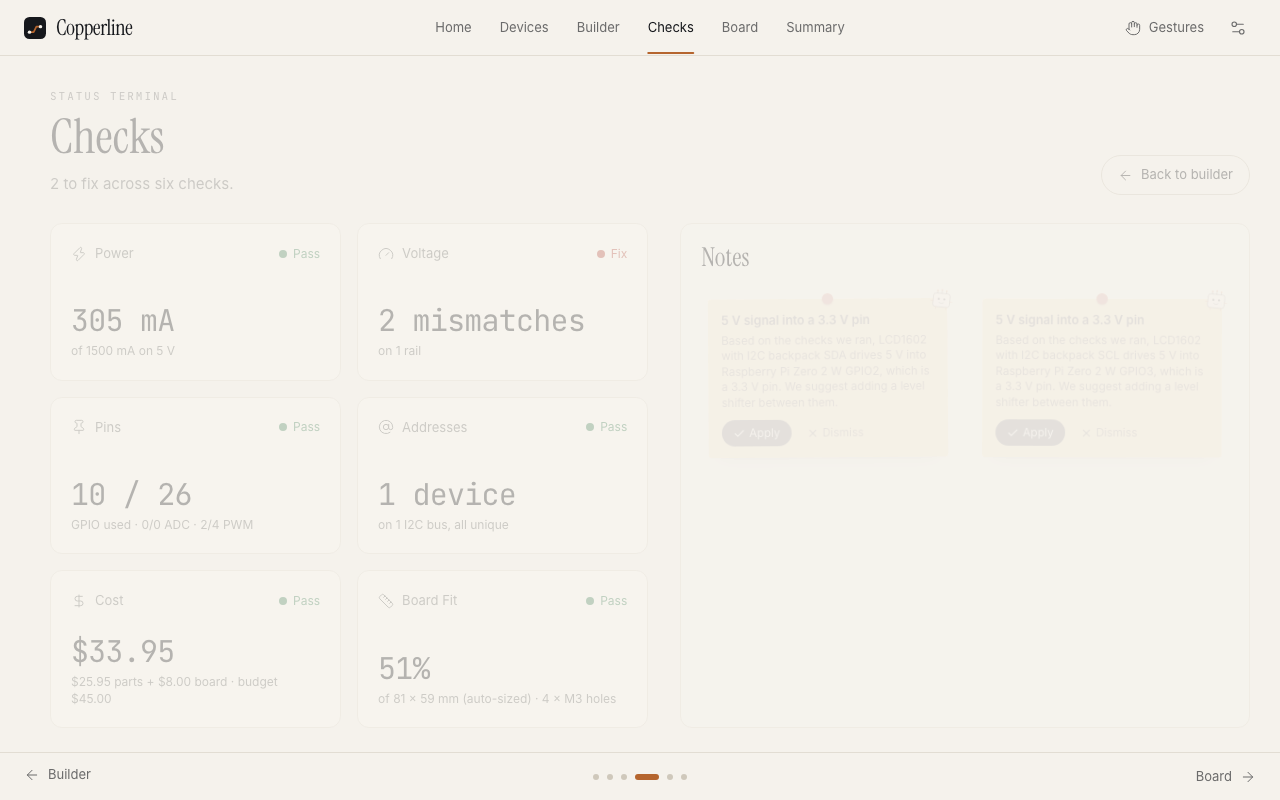 Copperline
Home
Devices
Builder
Checks
Board
Summary
Gestures
STATUS TERMINAL
Checks
2 to fix across six checks.
Back to builder
Power
Pass
305 mA
of 1500 mA on 5 V
Voltage
Fix
2 mismatches
on 1 rail
Pins
Pass
10 / 26
GPIO used · 0/0 ADC · 2/4 PWM
Addresses
Pass
1 device
on 1 I2C bus, all unique
Cost
Pass
$33.95
$25.95 parts + $8.00 board · budget
$45.00
Board Fit
Pass
51%
of 81 × 59 mm (auto-sized) · 4 × M3 holes
Notes
5 V signal into a 3.3 V pin
Based on the checks we ran, LCD1602
with I2C backpack SDA drives 5 V into
Raspberry Pi Zero 2 W GPIO2, which is
a 3.3 V pin. We suggest adding a level
shifter between them.
Apply
Dismiss
5 V signal into a 3.3 V pin
Based on the checks we ran, LCD1602
with I2C backpack SCL drives 5 V into
Raspberry Pi Zero 2 W GPIO3, which is
a 3.3 V pin. We suggest adding a level
shifter between them.
Apply
Dismiss
Builder
Board